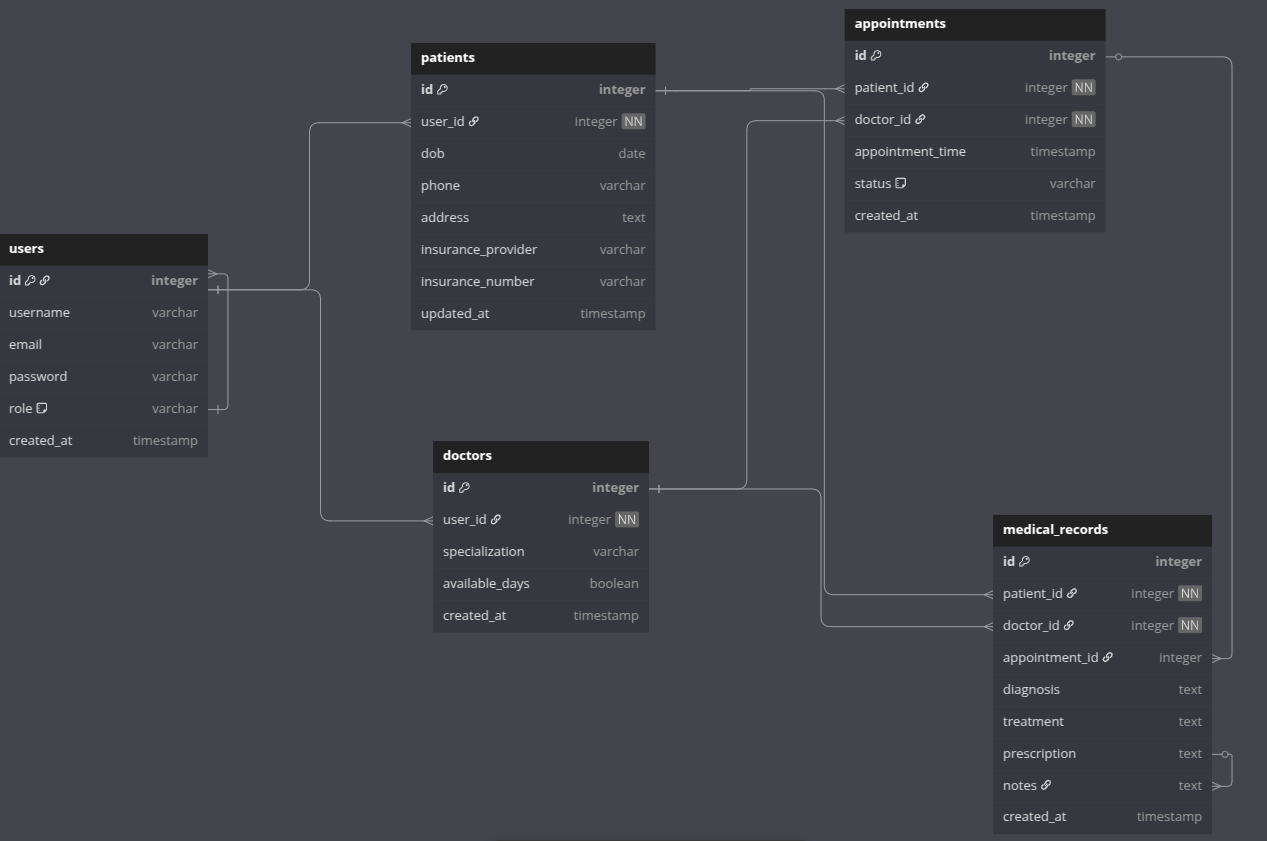 users
id integer
username varchar
email varchar
password varchar
role varchar
created_at timestamp
patients
id integer
user_id integer NN
dob date
phone varchar
address text
insurance_provider varchar
insurance_number varchar
updated_at timestamp
doctors
id integer
user_id integer NN
specialization varchar
available_days boolean
created_at timestamp
appointments
id integer
patient_id integer NN
doctor_id integer NN
appointment_time timestamp
status varchar
created_at timestamp
medical_records
id integer
patient_id integer NN
doctor_id integer NN
appointment_id integer
diagnosis text
treatment text
prescription text
notes text
created_at timestamp